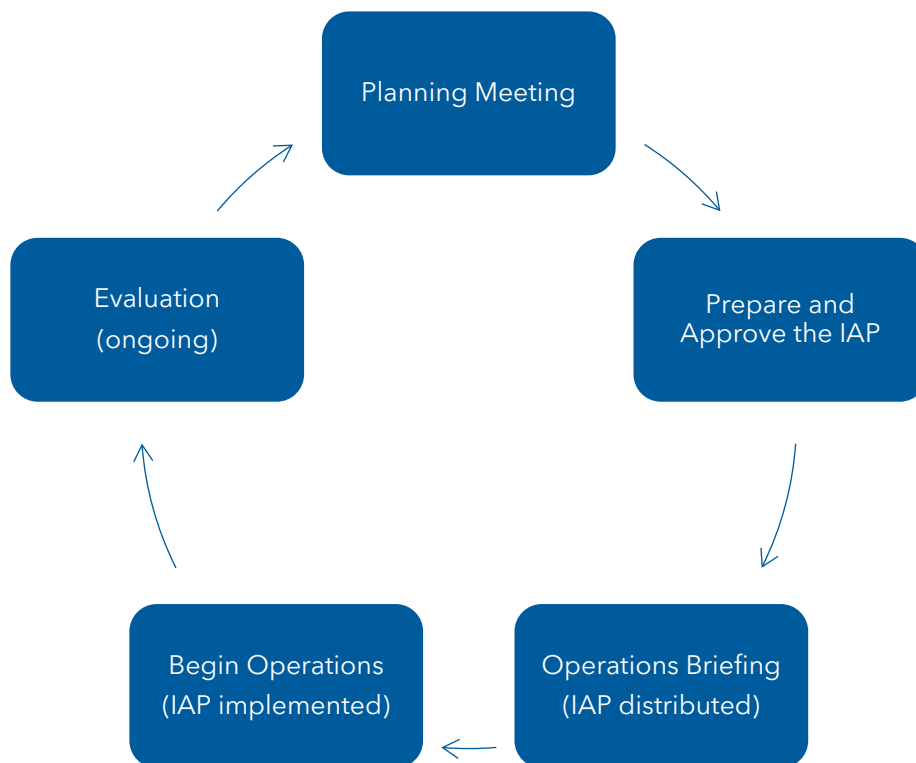 Planning Meeting
Prepare and
Approve the IAP
Operations Briefing
(IAP distributed)
Begin Operations
(IAP implemented)
Evaluation
(ongoing)